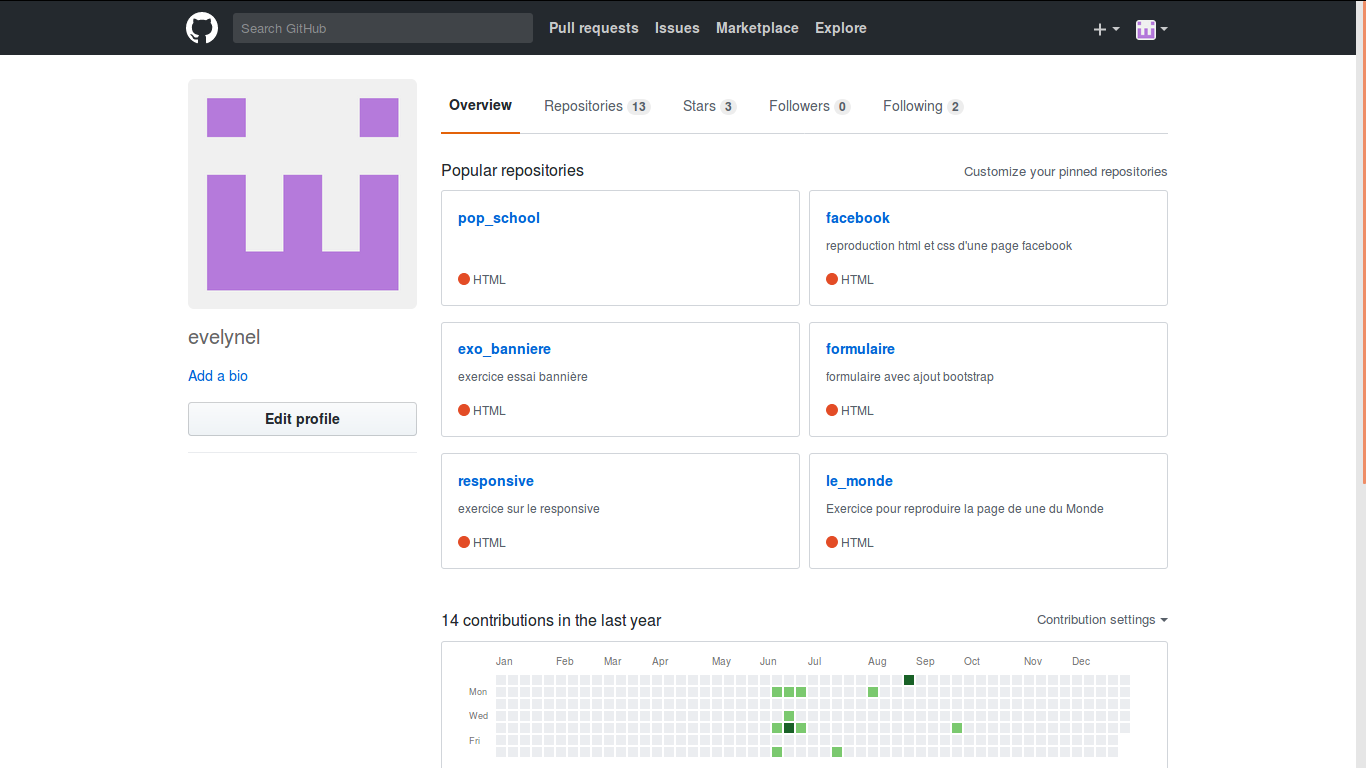 Search GitHub Pull requests Issues Marketplace Explore
Overview Repositories 13 Stars 3 Followers 0 Following 2
Popular repositories Customize your pinned repositories
pop_school
HTML
facebook
reproduction html et css d'une page facebook
HTML
exo_banniere
exercice essai bannière
HTML
formulaire
formulaire avec ajout bootstrap
HTML
responsive
exercice sur le responsive
HTML
le_monde
Exercice pour reproduire la page de une du Monde
HTML
evelynel
Add a bio
Edit profile
14 contributions in the last year Contribution settings
Jan Feb Mar Apr May Jun Jul Aug Sep Oct Nov Dec
Mon
Wed
Fri